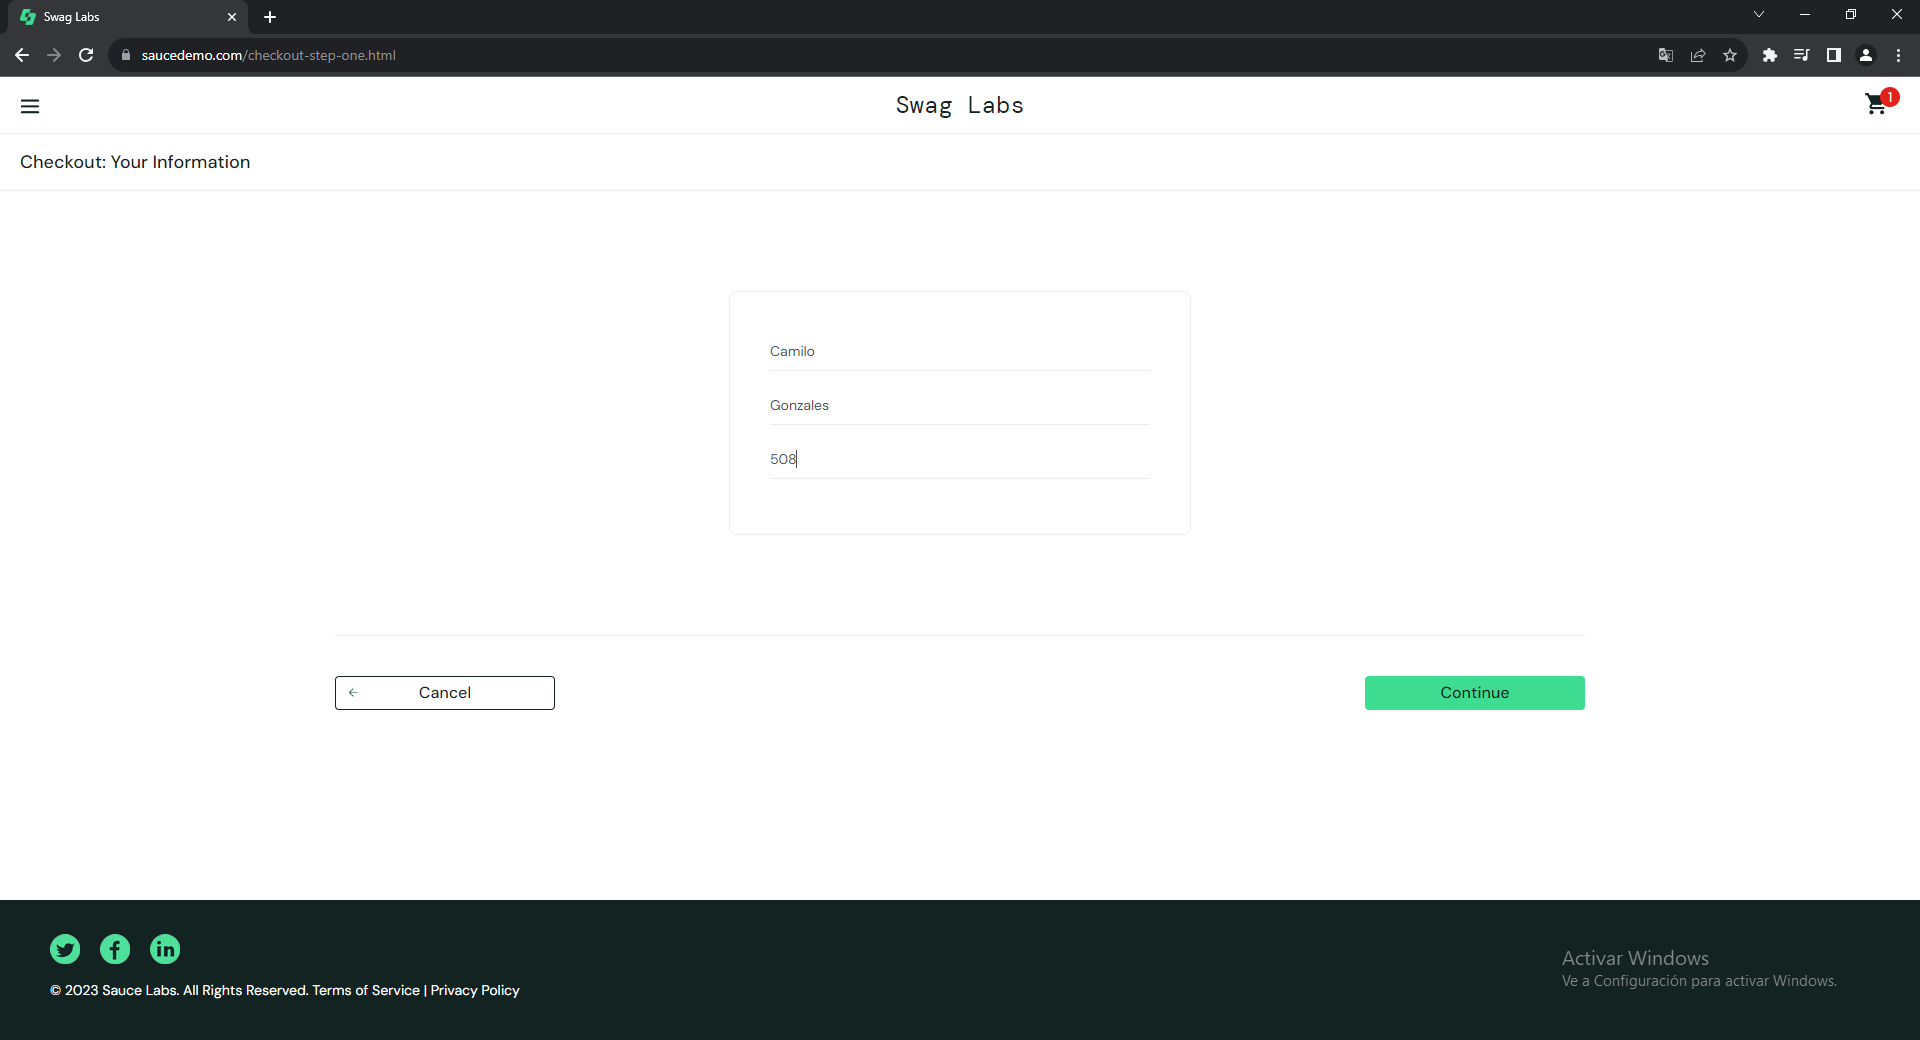 Swag Labs
saucedemo.com/checkout-step-one.html
Swag Labs
1
Checkout: Your Information
Camilo
Gonzales
508
Cancel
Continue
© 2023 Sauce Labs. All Rights Reserved. Terms of Service | Privacy Policy
Activar Windows
Ve a Configuración para activar Windows.